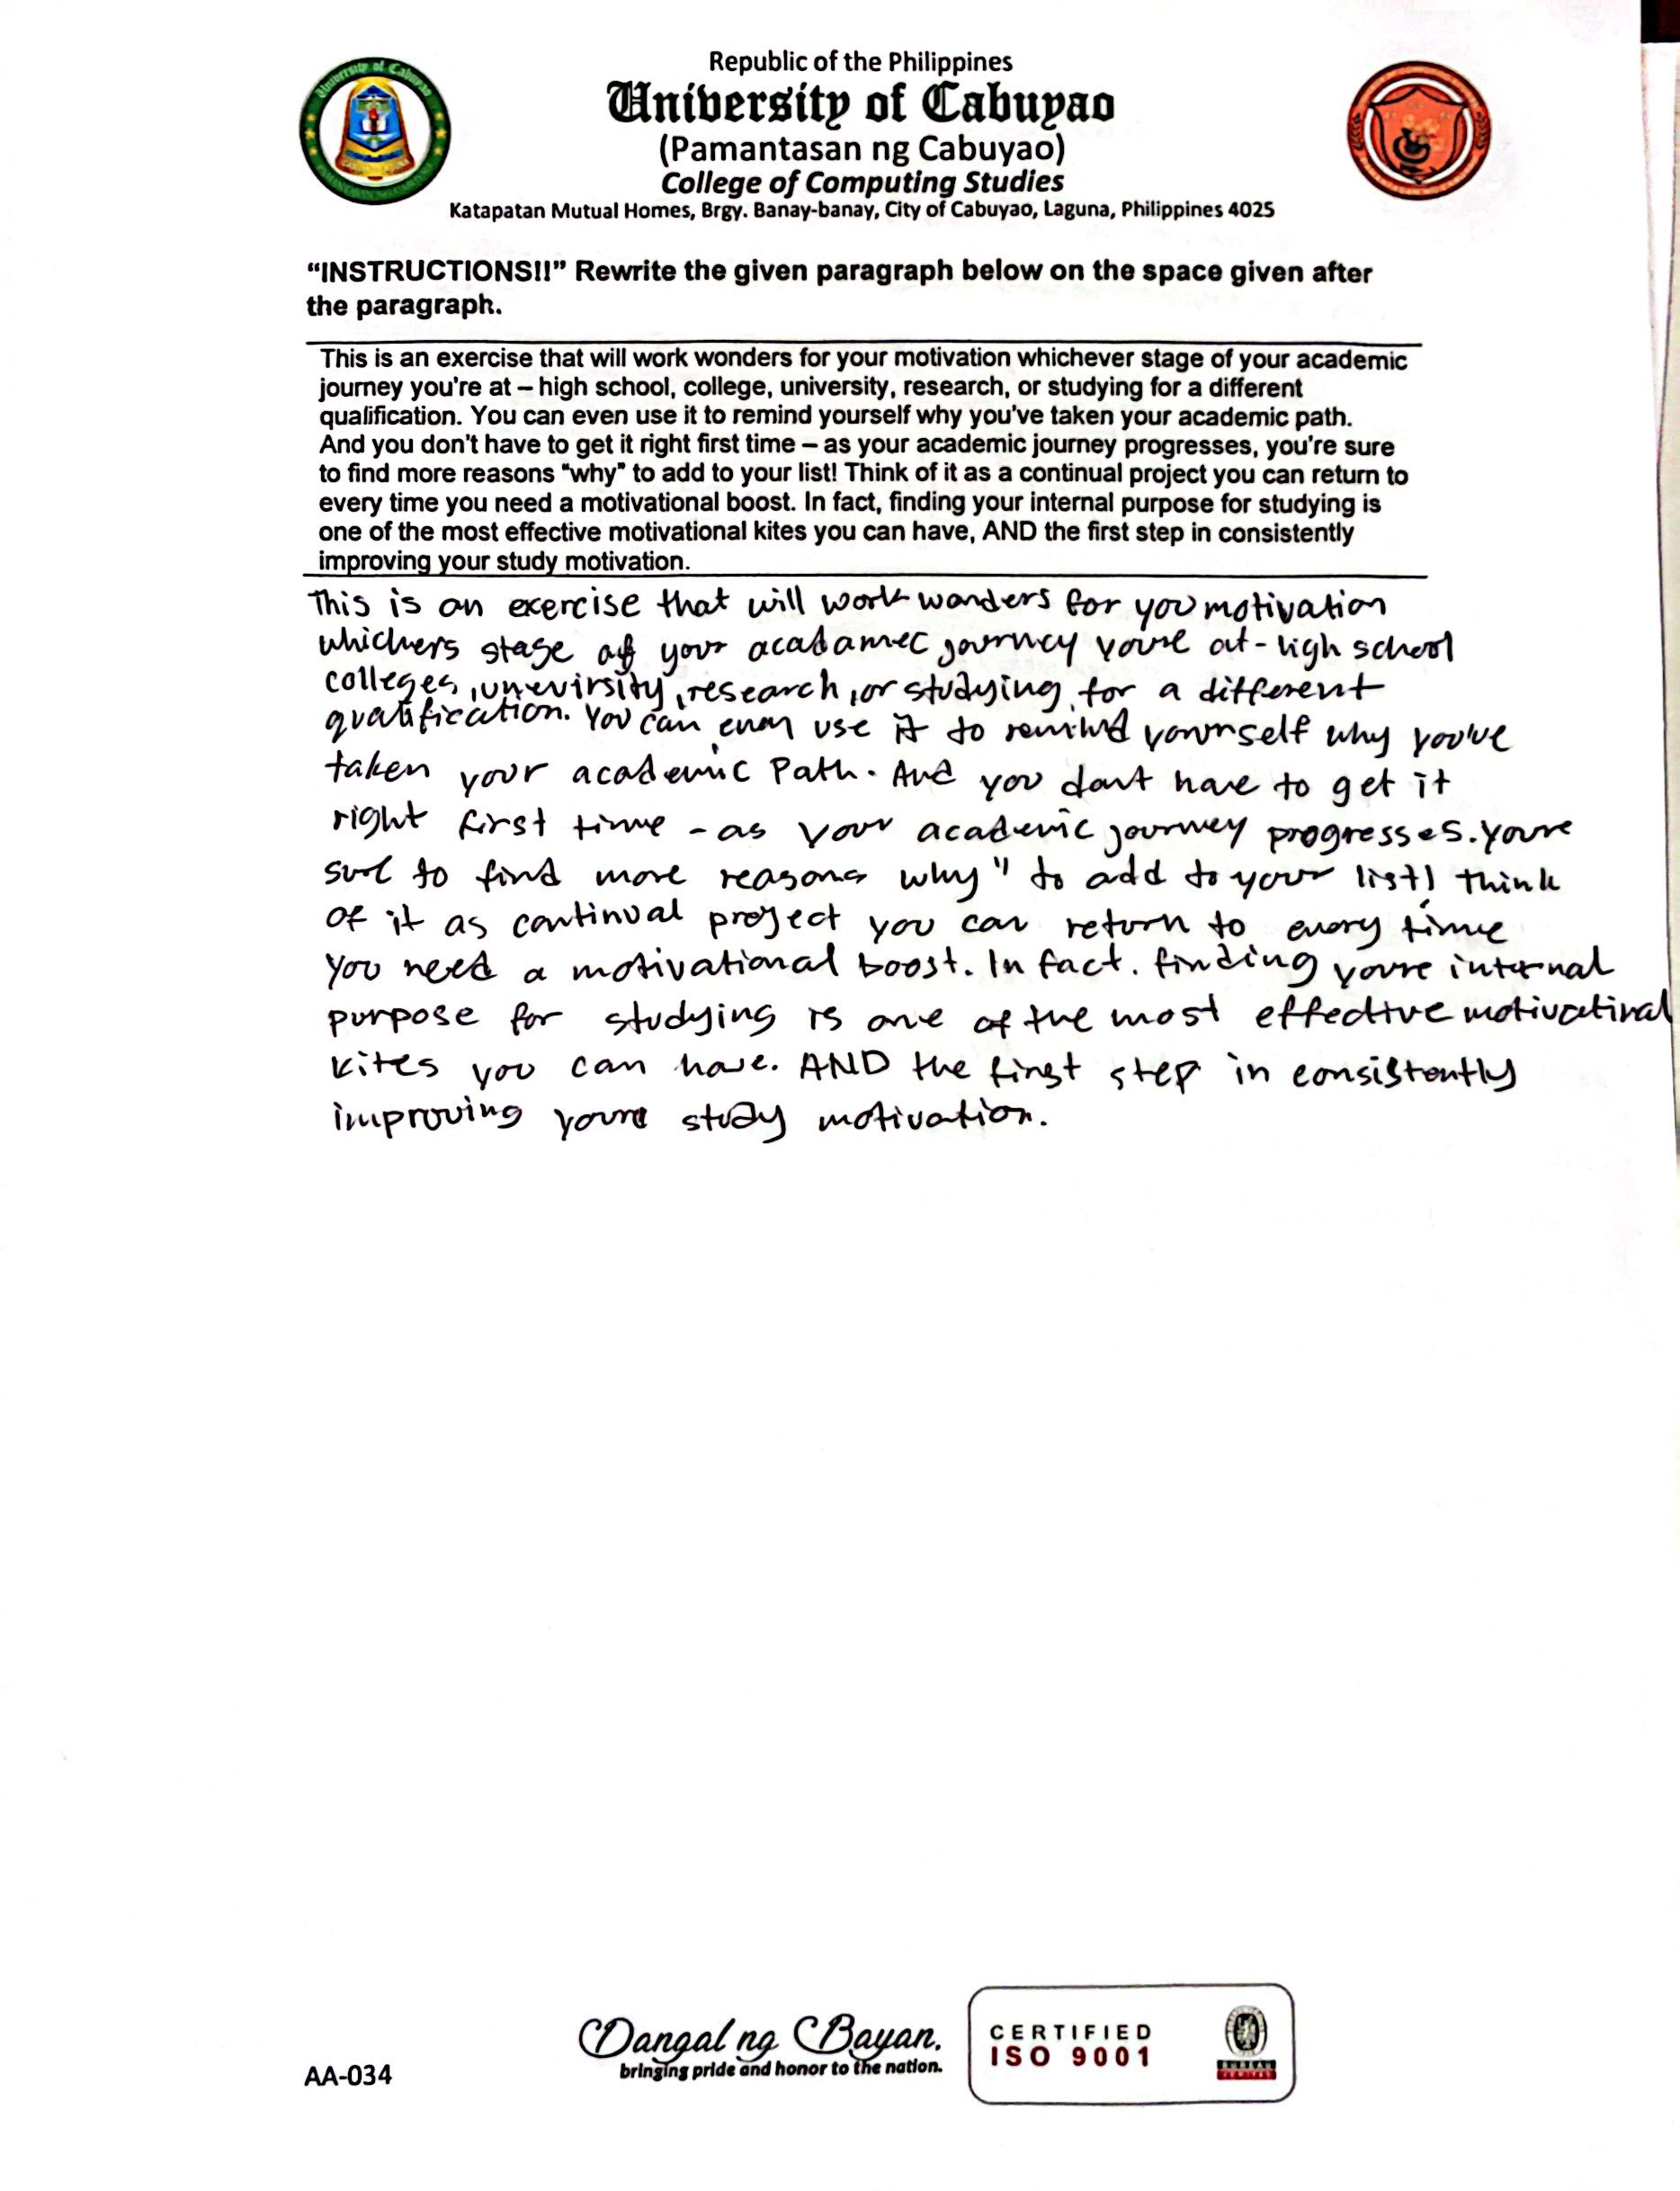 Republic of the Philippines
University of Cabuyao
(Pamantasan ng Cabuyao)
College of Computing Studies
Katapatan Mutual Homes, Brgy. Banay-banay, City of Cabuyao, Laguna, Philippines 4025
University of Cabuyao
"INSTRUCTIONS!!" Rewrite the given paragraph below on the space given after
the paragraph.
This is an exercise that will work wonders for your motivation whichever stage of your academic
journey you're at – high school, college, university, research, or studying for a different
qualification. You can even use it to remind yourself why you've taken your academic path.
And you don't have to get it right first time – as your academic journey progresses, you're sure
to find more reasons "why" to add to your list! Think of it as a continual project you can return to
every time you need a motivational boost. In fact, finding your internal purpose for studying is
one of the most effective motivational kites you can have, AND the first step in consistently
improving your study motivation.
This is an exercise that will work wonders for you motivation
whichers stage of your acadamec journey youre at - high school
colleges, unevirsity, research, or studying for a different
qualification. You can even use it to remind yourself why you've
taken your academic Path. And you dont have to get it
right first time - as your academic journey progresses. youre
sure to find more reasons why" to add to your list! think
of it as continual project you can return to every time
you need a motivational boost. In fact. finding youre internal
purpose for studying is one of the most effective motivatinal
kites you can have. AND the first step in consistently
improving youre study motivation.
AA-034
Dangal ng Bayan.
bringing pride and honor to the nation.
CERTIFIED
ISO 9001
BUREAU
VERITAS